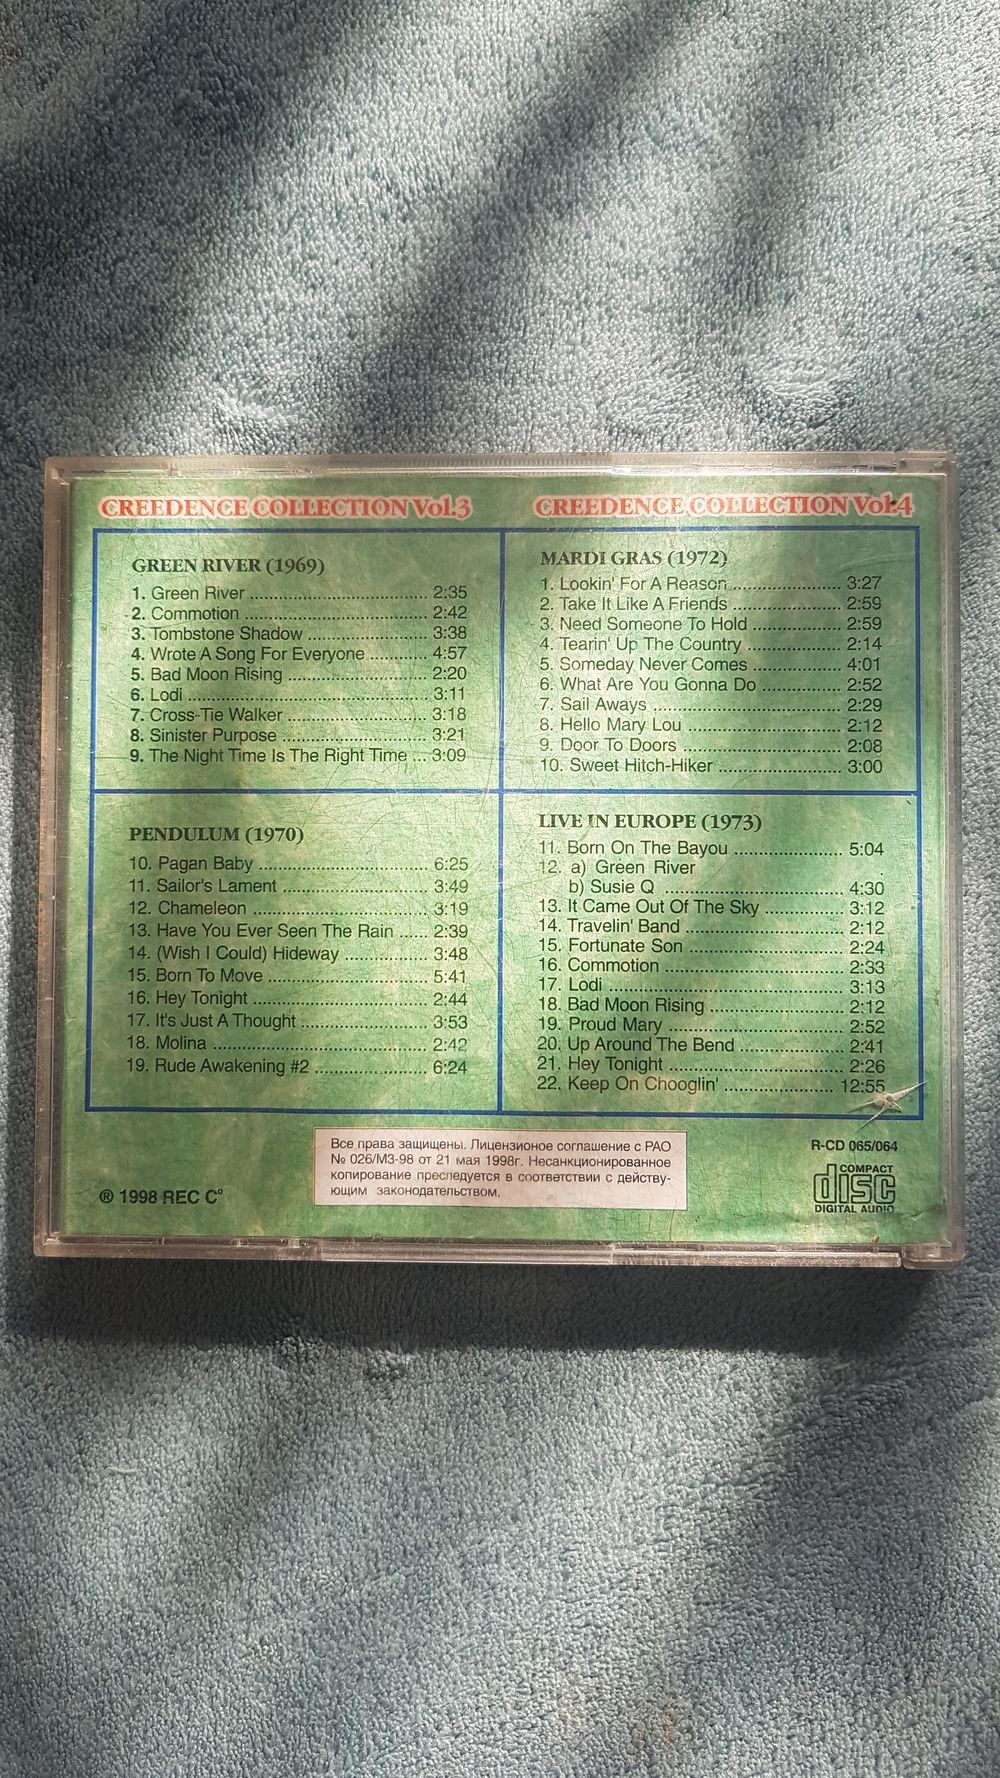 CREEDENCE COLLECTION Vol.3
GREEN RIVER (1969)
1. Green River ........ 2:35
2. Commotion ........ 2:42
3. Tombstone Shadow ........ 3:38
4. Wrote A Song For Everyone ........ 4:57
5. Bad Moon Rising ........ 2:20
6. Lodi ........ 3:11
7. Cross-Tie Walker ........ 3:18
8. Sinister Purpose ........ 3:21
9. The Night Time Is The Right Time ... 3:09
PENDULUM (1970)
10. Pagan Baby ........ 6:25
11. Sailor's Lament ........ 3:49
12. Chameleon ........ 3:19
13. Have You Ever Seen The Rain ...... 2:39
14. (Wish I Could) Hideway ........ 3:48
15. Born To Move ........ 5:41
16. Hey Tonight ........ 2:44
17. It's Just A Thought ........ 3:53
18. Molina ........ 2:42
19. Rude Awakening #2 ........ 6:24
CREEDENCE COLLECTION Vol.4
MARDI GRAS (1972)
1. Lookin' For A Reason ........ 3:27
2. Take It Like A Friends ........ 2:59
3. Need Someone To Hold ........ 2:59
4. Tearin' Up The Country ........ 2:14
5. Someday Never Comes ........ 4:01
6. What Are You Gonna Do ........ 2:52
7. Sail Aways ........ 2:29
8. Hello Mary Lou ........ 2:12
9. Door To Doors ........ 2:08
10. Sweet Hitch-Hiker ........ 3:00
LIVE IN EUROPE (1973)
11. Born On The Bayou ........ 5:04
12. a) Green River
b) Susie Q ........ 4:30
13. It Came Out Of The Sky ........ 3:12
14. Travelin' Band ........ 2:12
15. Fortunate Son ........ 2:24
16. Commotion ........ 2:33
17. Lodi ........ 3:13
18. Bad Moon Rising ........ 2:12
19. Proud Mary ........ 2:52
20. Up Around The Bend ........ 2:41
21. Hey Tonight ........ 2:26
22. Keep On Chooglin' ........ 12:55
® 1998 REC C°
Все права защищены. Лицензионое соглашение с РАО
№ 026/МЗ-98 от 21 мая 1998г. Несанкционированное
копирование преследуется в соответствии с действу-
ющим законодательством.
R-CD 065/064
COMPACT
disc
DIGITAL AUDIO